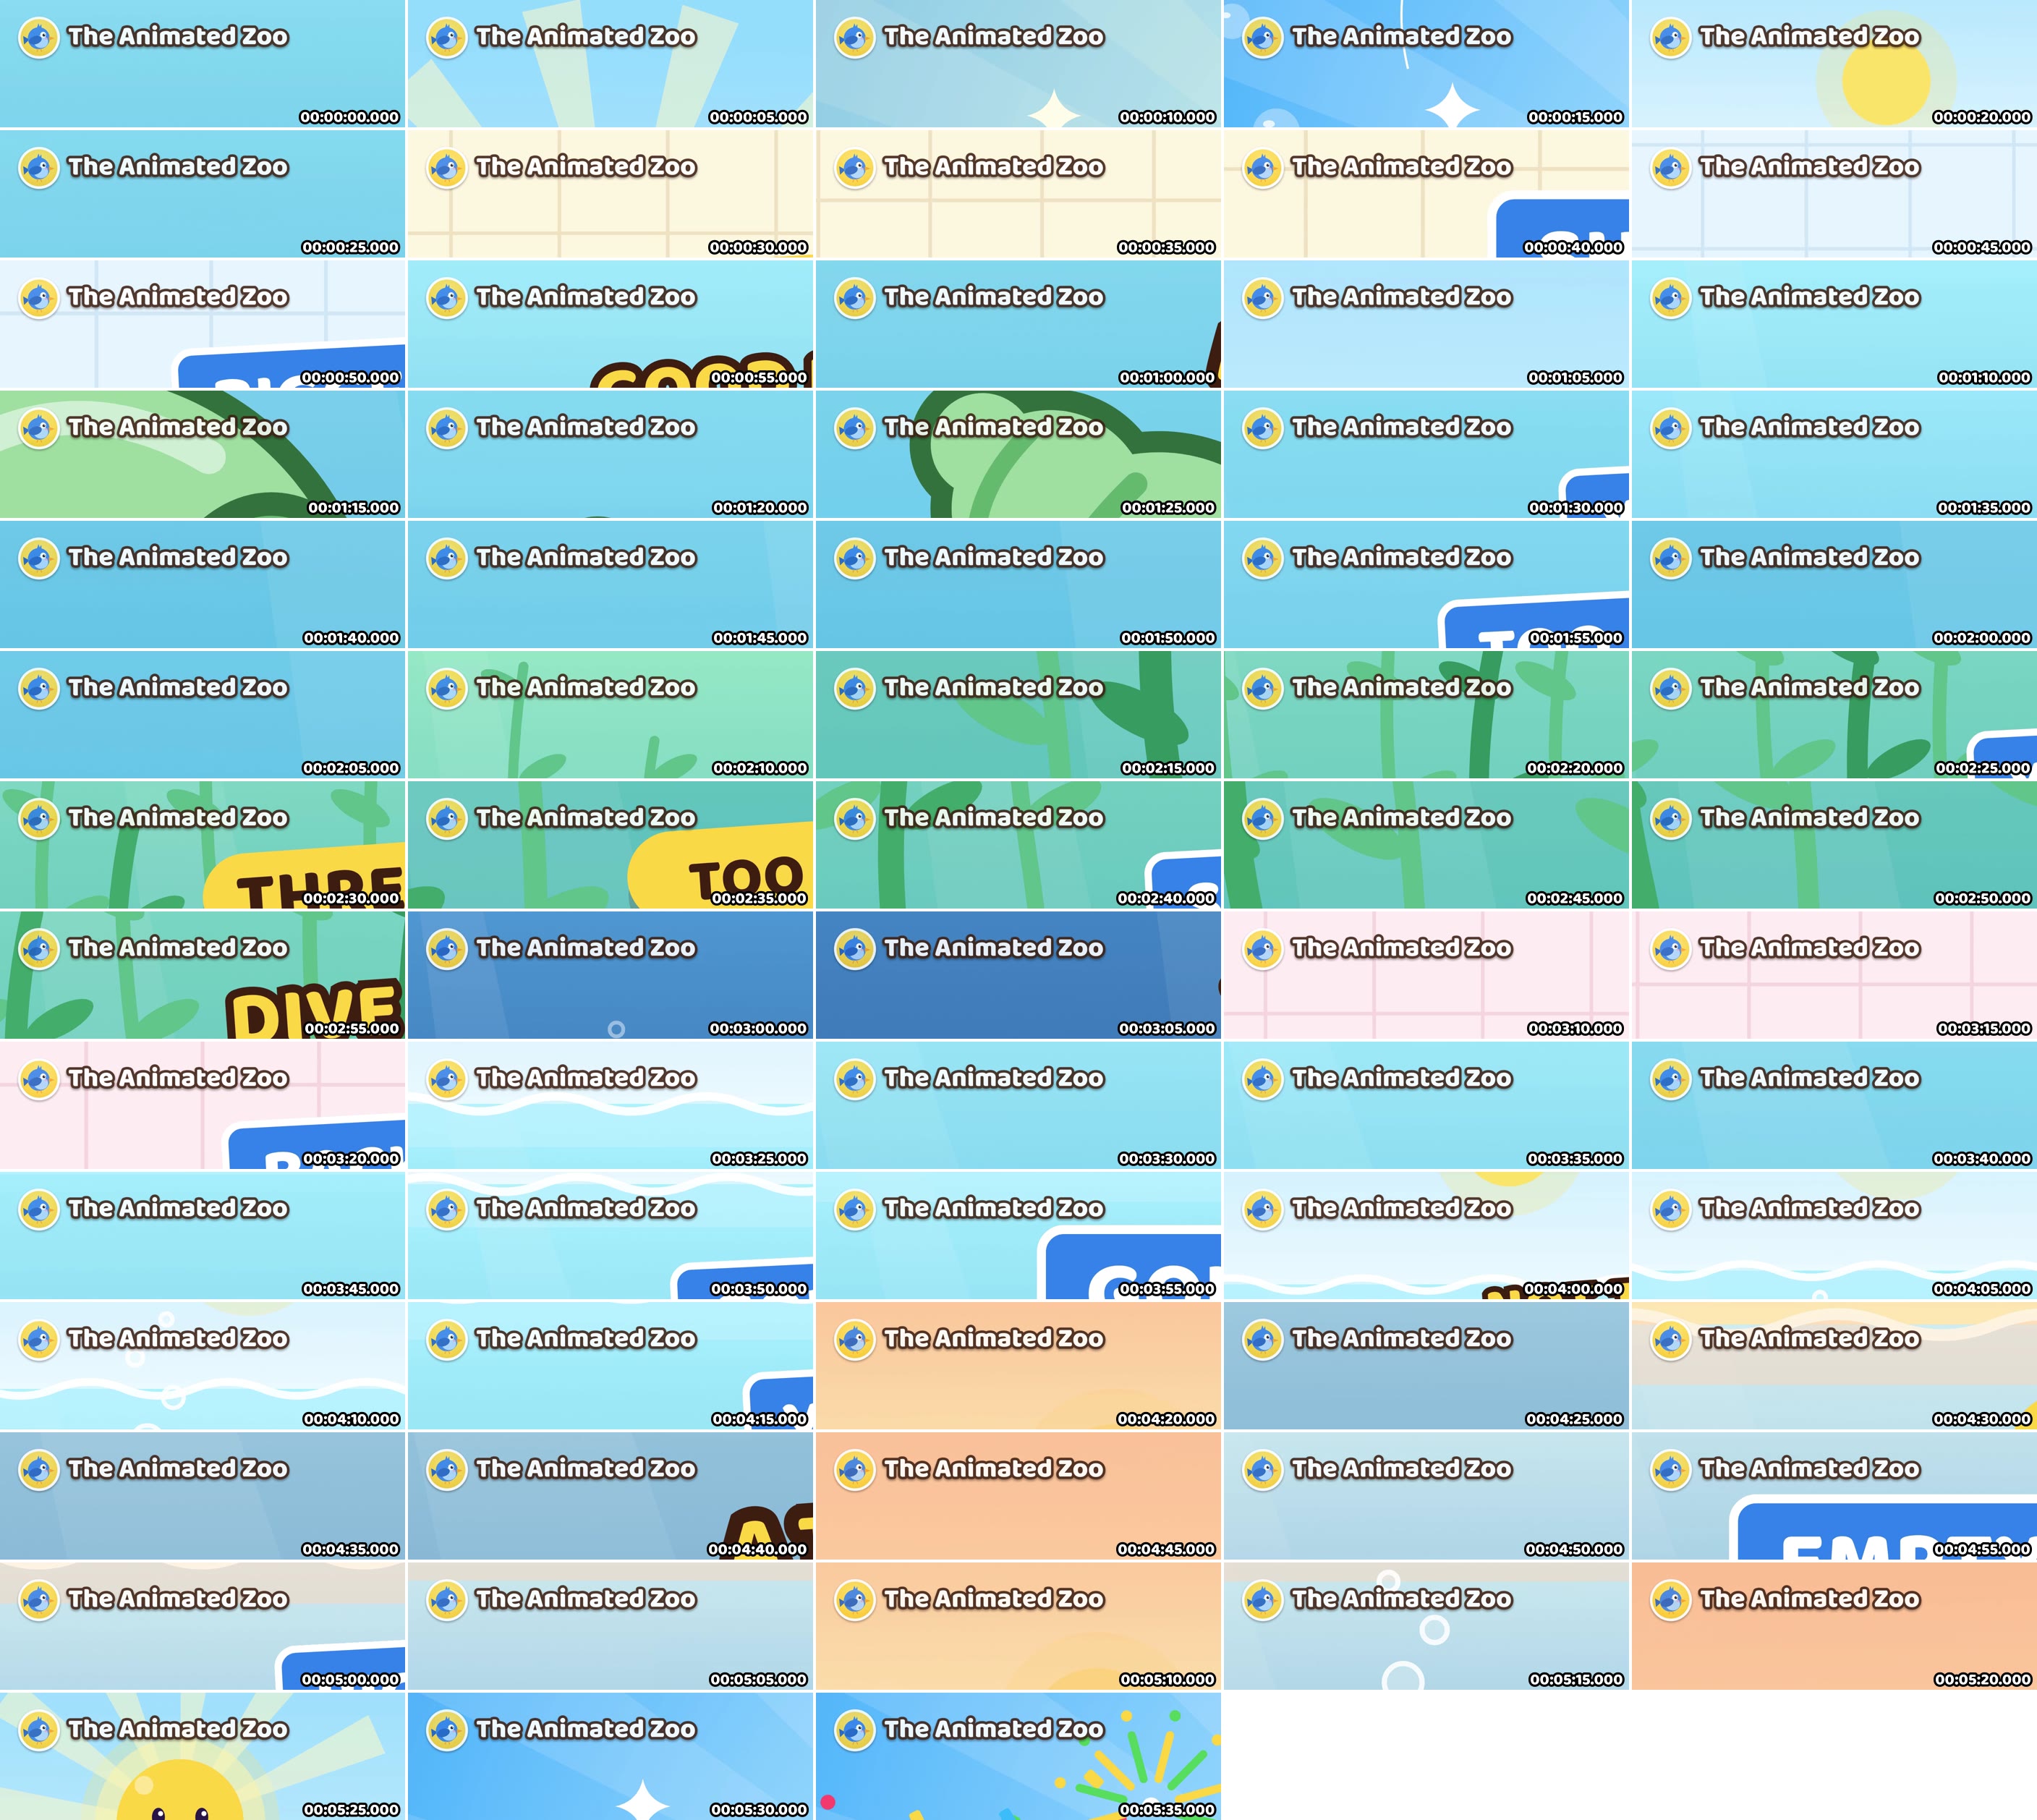 The Animated Zoo
00:00:00.000
The Animated Zoo
00:00:05.000
The Animated Zoo
00:00:10.000
The Animated Zoo
00:00:15.000
The Animated Zoo
00:00:20.000
The Animated Zoo
00:00:25.000
The Animated Zoo
00:00:30.000
The Animated Zoo
00:00:35.000
The Animated Zoo
00:00:40.000
The Animated Zoo
00:00:45.000
The Animated Zoo
00:00:50.000
The Animated Zoo
00:00:55.000
The Animated Zoo
00:01:00.000
The Animated Zoo
00:01:05.000
The Animated Zoo
00:01:10.000
The Animated Zoo
00:01:15.000
The Animated Zoo
00:01:20.000
The Animated Zoo
00:01:25.000
The Animated Zoo
00:01:30.000
The Animated Zoo
00:01:35.000
The Animated Zoo
00:01:40.000
The Animated Zoo
00:01:45.000
The Animated Zoo
00:01:50.000
The Animated Zoo
00:01:55.000
The Animated Zoo
00:02:00.000
The Animated Zoo
00:02:05.000
The Animated Zoo
00:02:10.000
The Animated Zoo
00:02:15.000
The Animated Zoo
00:02:20.000
The Animated Zoo
00:02:25.000
The Animated Zoo
THRE
00:02:30.000
The Animated Zoo
TOO
00:02:35.000
The Animated Zoo
00:02:40.000
The Animated Zoo
00:02:45.000
The Animated Zoo
00:02:50.000
The Animated Zoo
DIVE
00:02:55.000
The Animated Zoo
00:03:00.000
The Animated Zoo
00:03:05.000
The Animated Zoo
00:03:10.000
The Animated Zoo
00:03:15.000
The Animated Zoo
00:03:20.000
The Animated Zoo
00:03:25.000
The Animated Zoo
00:03:30.000
The Animated Zoo
00:03:35.000
The Animated Zoo
00:03:40.000
The Animated Zoo
00:03:45.000
The Animated Zoo
00:03:50.000
The Animated Zoo
00:03:55.000
The Animated Zoo
00:04:00.000
The Animated Zoo
00:04:05.000
The Animated Zoo
00:04:10.000
The Animated Zoo
00:04:15.000
The Animated Zoo
00:04:20.000
The Animated Zoo
00:04:25.000
The Animated Zoo
00:04:30.000
The Animated Zoo
00:04:35.000
The Animated Zoo
00:04:40.000
The Animated Zoo
00:04:45.000
The Animated Zoo
00:04:50.000
The Animated Zoo
00:04:55.000
The Animated Zoo
00:05:00.000
The Animated Zoo
00:05:05.000
The Animated Zoo
00:05:10.000
The Animated Zoo
00:05:15.000
The Animated Zoo
00:05:20.000
The Animated Zoo
00:05:25.000
The Animated Zoo
00:05:30.000
The Animated Zoo
00:05:35.000